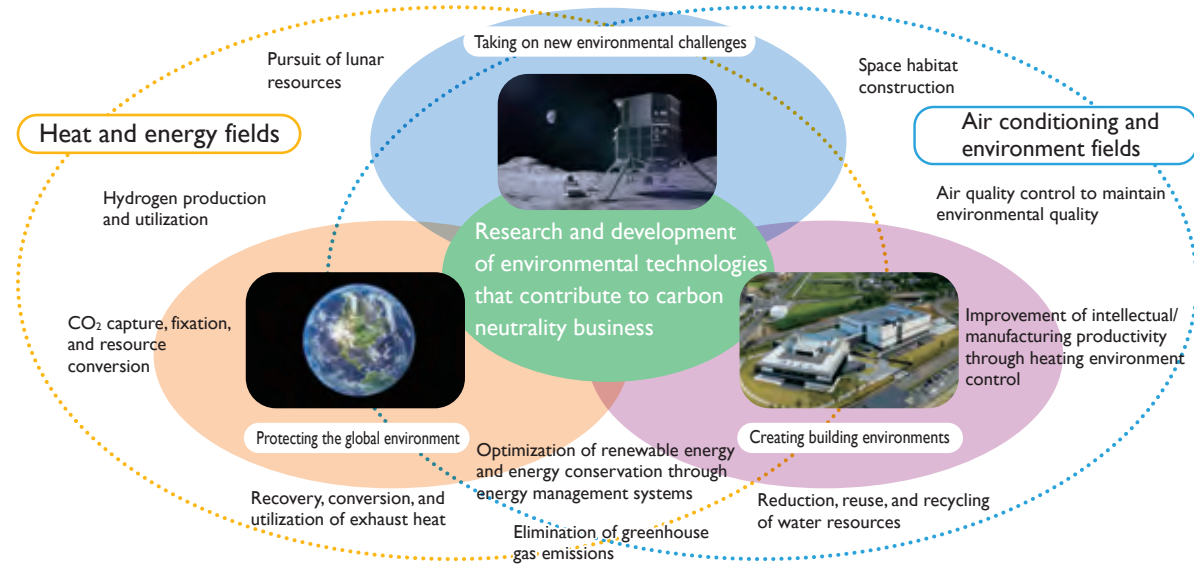 Taking on new environmental challenges
Pursuit of lunar
resources
Space habitat
construction
Heat and energy fields
Air conditioning and
environment fields
Hydrogen production
and utilization
Air quality control to maintain
environmental quality
Research and development
of environmental technologies
that contribute to carbon
neutrality business
CO₂ capture, fixation,
and resource
conversion
Improvement of intellectual/
manufacturing productivity
through heating environment
control
Protecting the global environment
Creating building environments
Optimization of renewable energy
and energy conservation through
energy management systems
Recovery, conversion, and
utilization of exhaust heat
Reduction, reuse, and recycling
of water resources
Elimination of greenhouse
gas emissions